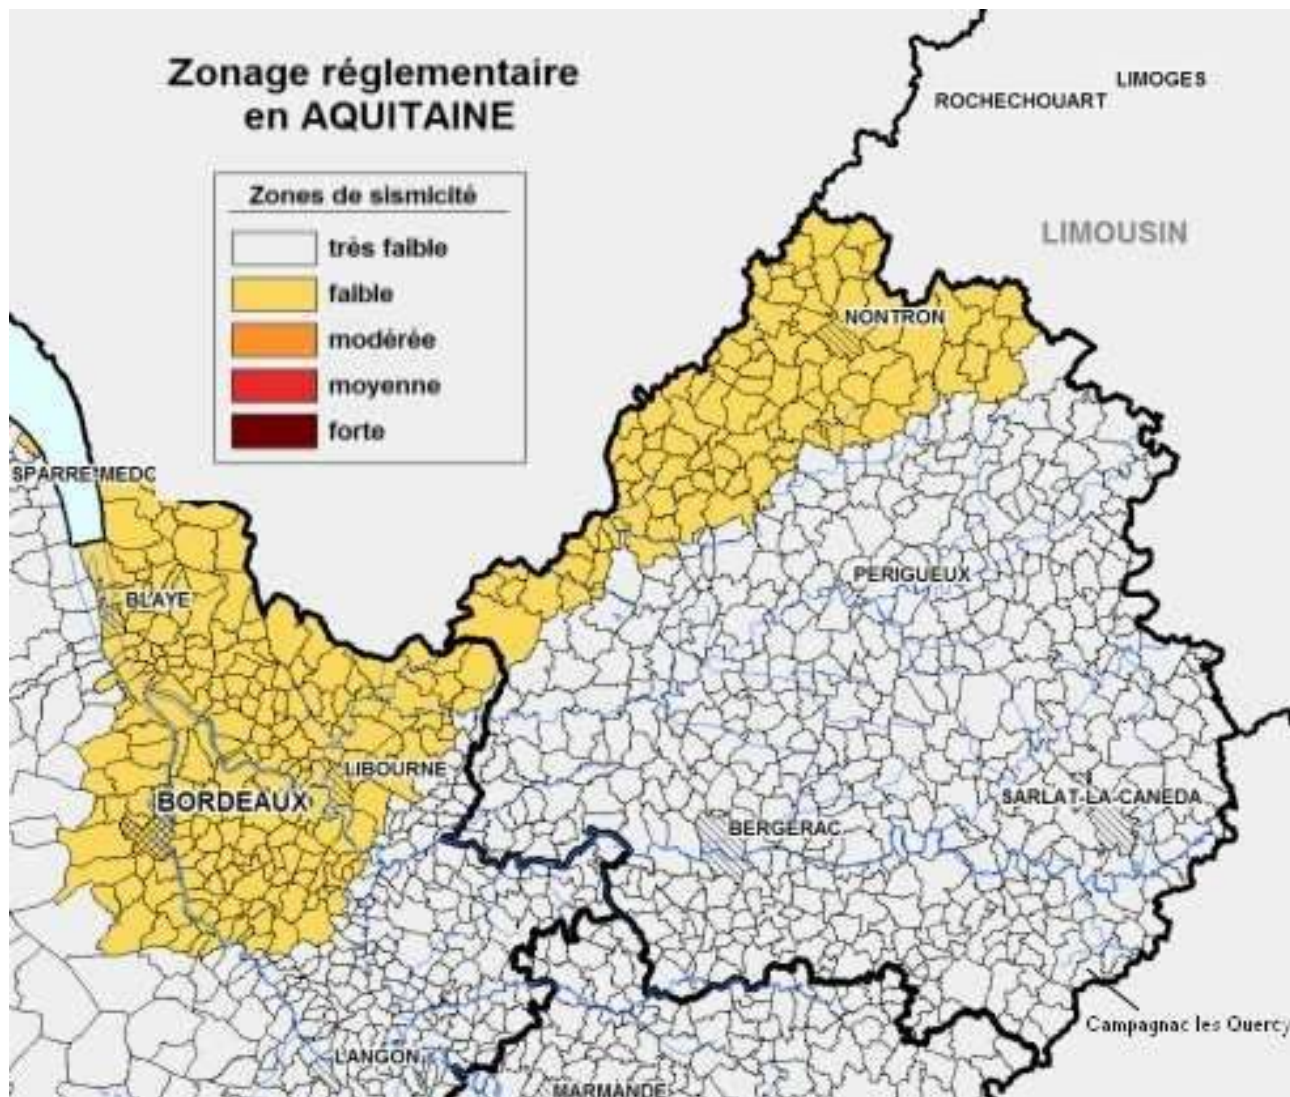 Zonage réglementaire
en AQUITAINE
Zones de sismicité
très faible
faible
modérée
moyenne
forte
LIMOGES
ROCHECHOUART
LIMOUSIN
NONTRON
SPARRE-MEDC
PERIGUEUX
BLAYE
LIBOURNE
BORDEAUX
SARLAT-LA-CANEDA
BERGERAC
Campagnac les Quercy
LANGON
MARMANDE